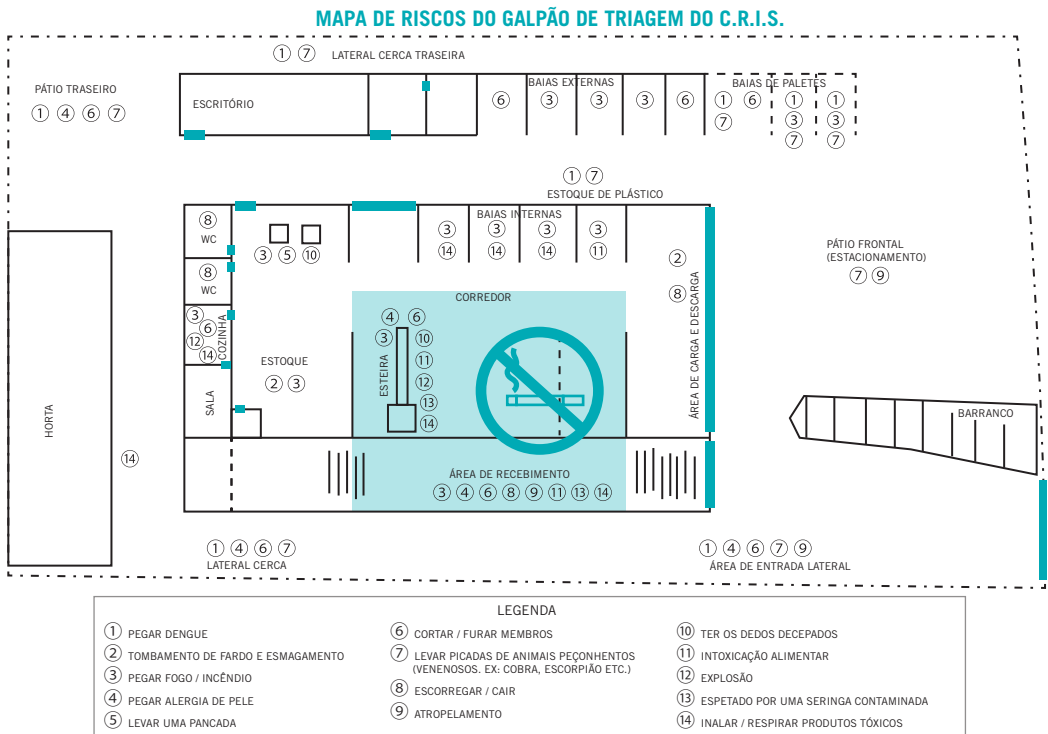 MAPA DE RISCOS DO GALPÃO DE TRIAGEM DO C.R.I.S.
1 7 LATERAL CERCA TRASEIRA
PÁTIO TRASEIRO
1 4 6 7
ESCRITÓRIO
BAIAS EXTERNAS
6 3 3 3 6
BAIAS DE PALETES
1 6 1 1
7 3 3
7 7
1 7
ESTOQUE DE PLÁSTICO
BAIAS INTERNAS
3 3 3 3
14 14 14 11
8
WC
8
WC
3 5 10
3
6
12
14
COZINHA
SALA
ESTOQUE
2 3
HORTA
14
CORREDOR
4 6
3 10
11
12
13
14
ESTEIRA
2
8
ÁREA DE CARGA E DESCARGA
PÁTIO FRONTAL
(ESTACIONAMENTO)
7 9
BARRANCO
ÁREA DE RECEBIMENTO
3 4 6 8 9 11 13 14
1 4 6 7
LATERAL CERCA
1 4 6 7 9
ÁREA DE ENTRADA LATERAL
LEGENDA
1 PEGAR DENGUE
2 TOMBAMENTO DE FARDO E ESMAGAMENTO
3 PEGAR FOGO / INCÊNDIO
4 PEGAR ALERGIA DE PELE
5 LEVAR UMA PANCADA
6 CORTAR / FURAR MEMBROS
7 LEVAR PICADAS DE ANIMAIS PEÇONHENTOS
(VENENOSOS. EX: COBRA, ESCORPIÃO ETC.)
8 ESCORREGAR / CAIR
9 ATROPELAMENTO
10 TER OS DEDOS DECEPADOS
11 INTOXICAÇÃO ALIMENTAR
12 EXPLOSÃO
13 ESPETADO POR UMA SERINGA CONTAMINADA
14 INALAR / RESPIRAR PRODUTOS TÓXICOS